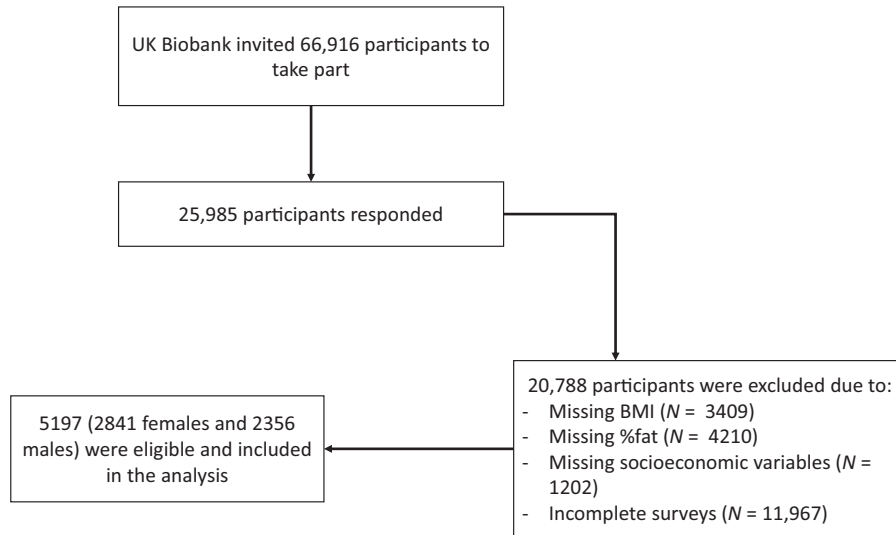 UK Biobank invited 66,916 participants to
take part
25,985 participants responded
20,788 participants were excluded due to:
- Missing BMI (N = 3409)
- Missing %fat (N = 4210)
- Missing socioeconomic variables (N =
1202)
- Incomplete surveys (N = 11,967)
5197 (2841 females and 2356
males) were eligible and included
in the analysis